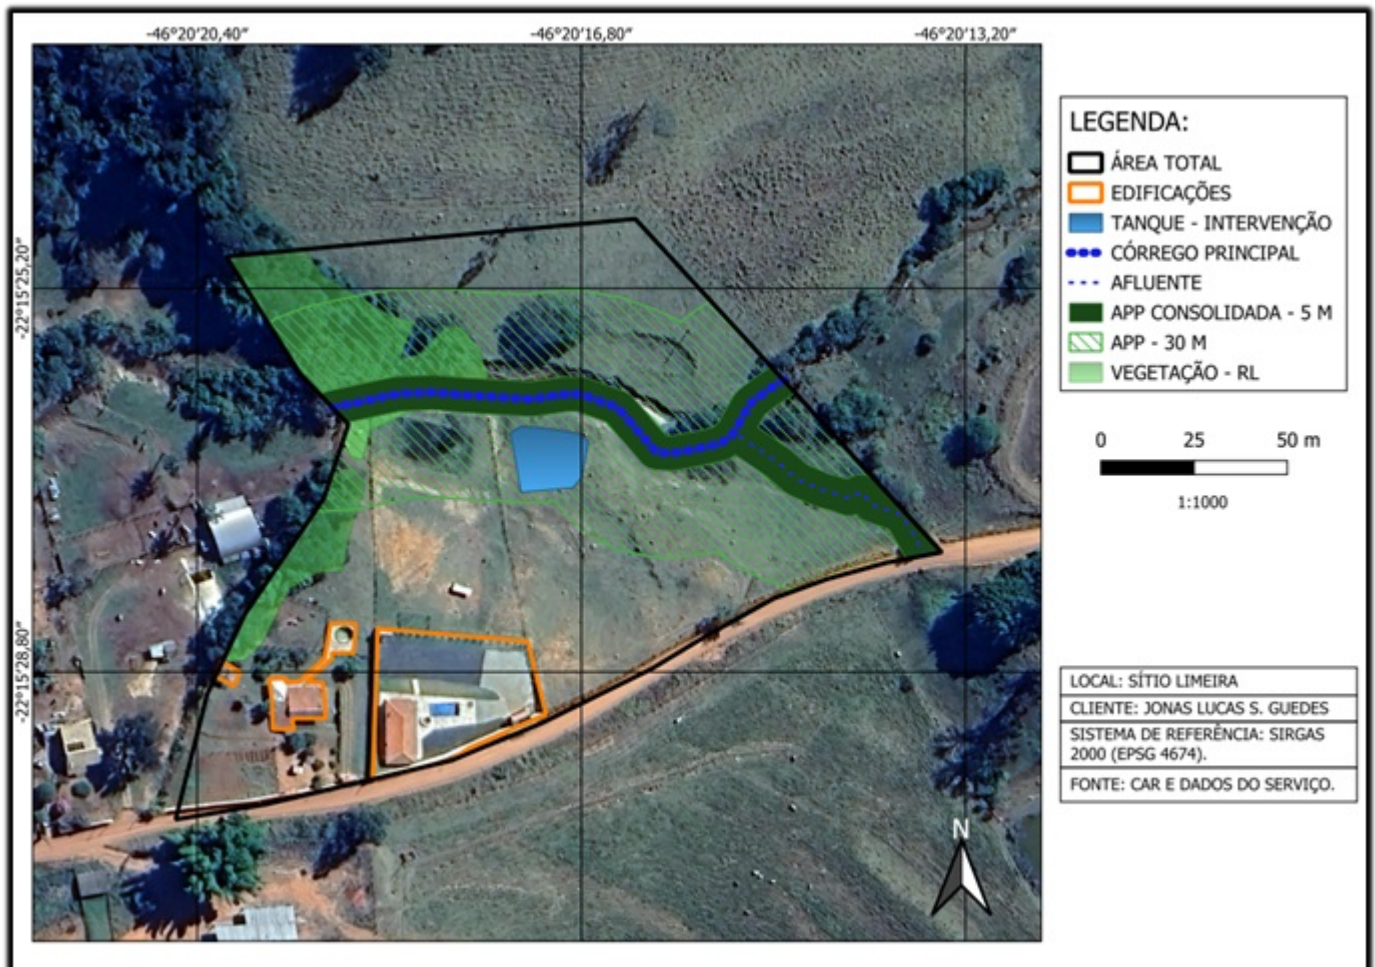 -46°20'20,40"
-46°20'16,80"
-46°20'13,20"
-22°15'25,20"
-22°15'28,80"
LEGENDA:
ÁREA TOTAL
EDIFICAÇÕES
TANQUE - INTERVENÇÃO
CÓRREGO PRINCIPAL
AFLUENTE
APP CONSOLIDADA - 5 M
APP - 30 M
VEGETAÇÃO - RL
0 25 50 m
1:1000
LOCAL: SÍTIO LIMEIRA
CLIENTE: JONAS LUCAS S. GUEDES
SISTEMA DE REFERÊNCIA: SIRGAS
2000 (EPSG 4674).
FONTE: CAR E DADOS DO SERVIÇO.
N